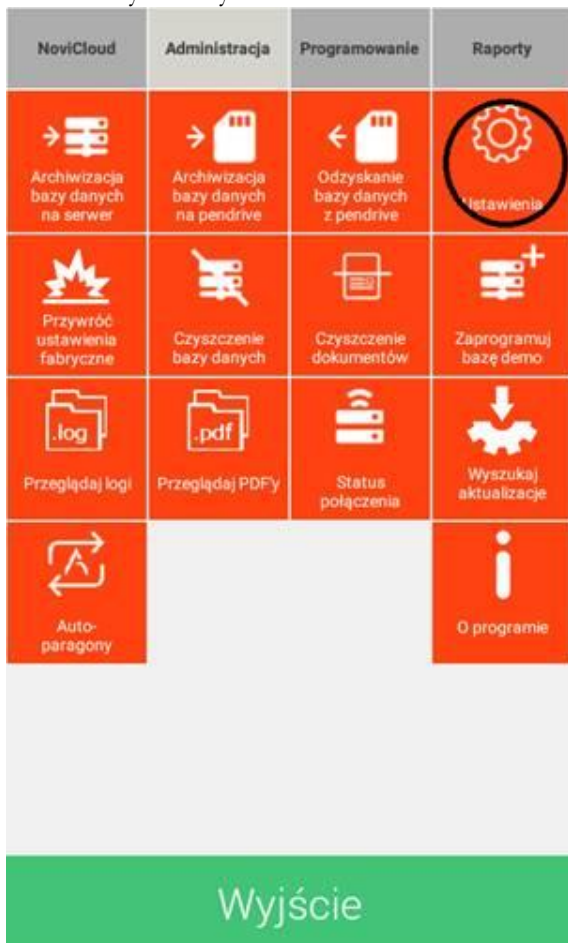 NoviCloud
Administracja
Programowanie
Raporty
Archiwizacja
bazy danych
na serwer
Archiwizacja
bazy danych
na pendrive
Odzyskanie
bazy danych
z pendrive
Ustawienia
Przywróć
ustawienia
fabryczne
Czyszczenie
bazy danych
Czyszczenie
dokumentów
Zaprogramuj
bazę demo
.log
Przeglądaj logi
.pdf
Przeglądaj PDF'y
Status
połączenia
Wyszukaj
aktualizacje
A
Auto-
paragony
O programie
Wyjście